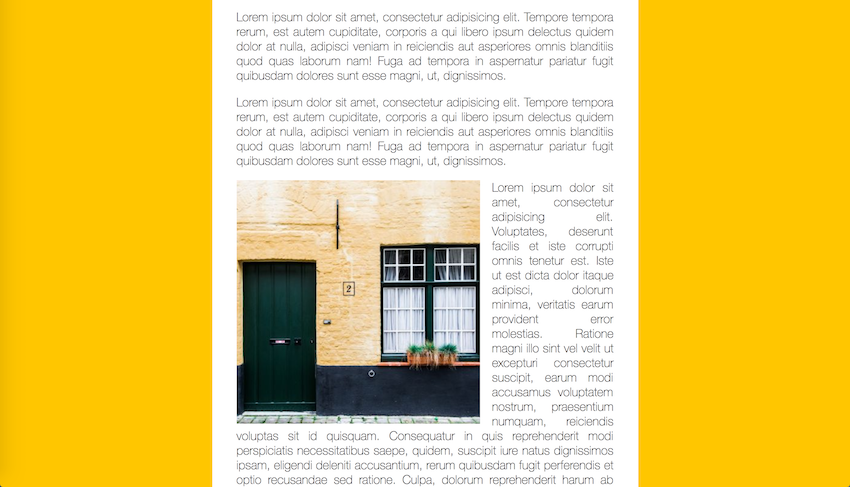 Lorem ipsum dolor sit amet, consectetur adipisicing elit. Tempore tempora
rerum, est autem cupiditate, corporis a qui libero ipsum delectus quidem
dolor at nulla, adipisci veniam in reiciendis aut asperiores omnis blanditiis
quod quas laborum nam! Fuga ad tempora in aspernatur pariatur fugit
quibusdam dolores sunt esse magni, ut, dignissimos.
Lorem ipsum dolor sit amet, consectetur adipisicing elit. Tempore tempora
rerum, est autem cupiditate, corporis a qui libero ipsum delectus quidem
dolor at nulla, adipisci veniam in reiciendis aut asperiores omnis blanditiis
quod quas laborum nam! Fuga ad tempora in aspernatur pariatur fugit
quibusdam dolores sunt esse magni, ut, dignissimos.
2
Lorem ipsum dolor sit
amet, consectetur
adipisicing elit.
Voluptates, deserunt
facilis et iste corrupti
omnis tenetur est. Iste
ut est dicta dolor itaque
adipisci, dolorum
minima, veritatis earum
provident error
molestias. Ratione
magni illo sint vel velit ut
excepturi consectetur
suscipit, earum modi
accusamus voluptatem
nostrum, praesentium
numquam, reiciendis
voluptas sit id quisquam. Consequatur in quis reprehenderit modi
perspiciatis necessitatibus saepe, quidem, suscipit iure natus dignissimos
ipsam, eligendi deleniti accusantium, rerum quibusdam fugit perferendis et
optio recusandae sed ratione. Culpa, dolorum reprehenderit harum ab